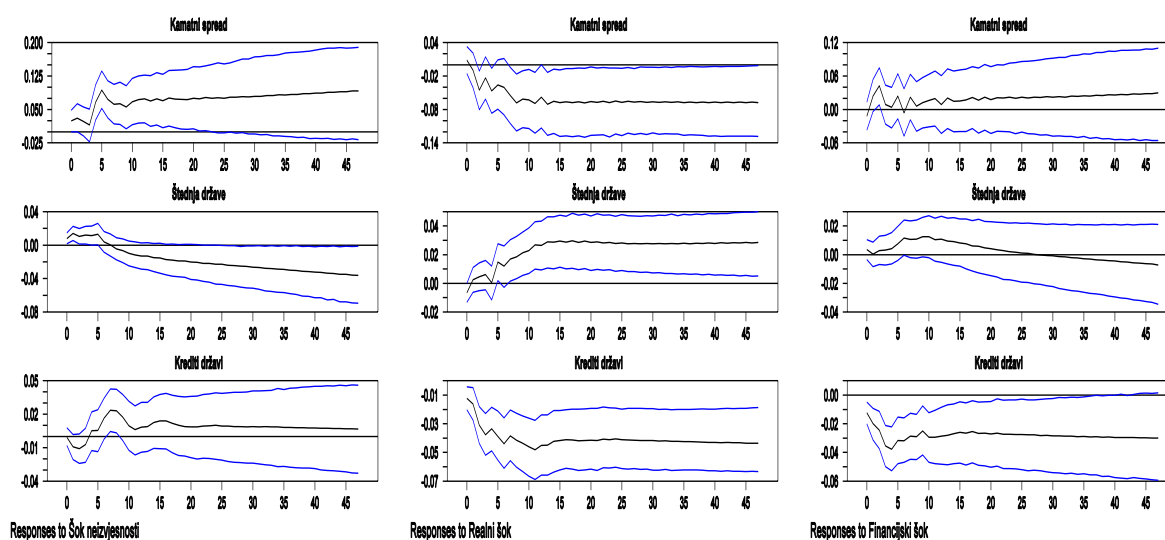 Kamatni spread Kamatni spread Kamatni spread
0.200 0.04 0.12
0.125 -0.02 0.06
0.050 -0.08 0.00
-0.025 -0.14 -0.06
0 5 10 15 20 25 30 35 40 45 0 5 10 15 20 25 30 35 40 45 0 5 10 15 20 25 30 35 40 45
Štednja države Štednja države Štednja države
0.04 0.04 0.02
0.00 0.02 0.00
-0.04 0.00 -0.02
-0.08 -0.02 -0.04
0 5 10 15 20 25 30 35 40 45 0 5 10 15 20 25 30 35 40 45 0 5 10 15 20 25 30 35 40 45
Krediti državi Krediti državi Krediti državi
0.05 -0.01 0.00
0.02 -0.03 -0.02
-0.01 -0.05 -0.04
-0.04 -0.07 -0.06
0 5 10 15 20 25 30 35 40 45 0 5 10 15 20 25 30 35 40 45 0 5 10 15 20 25 30 35 40 45
Responses to Šok neizvjesnosti Responses to Realni šok Responses to Financijski šok